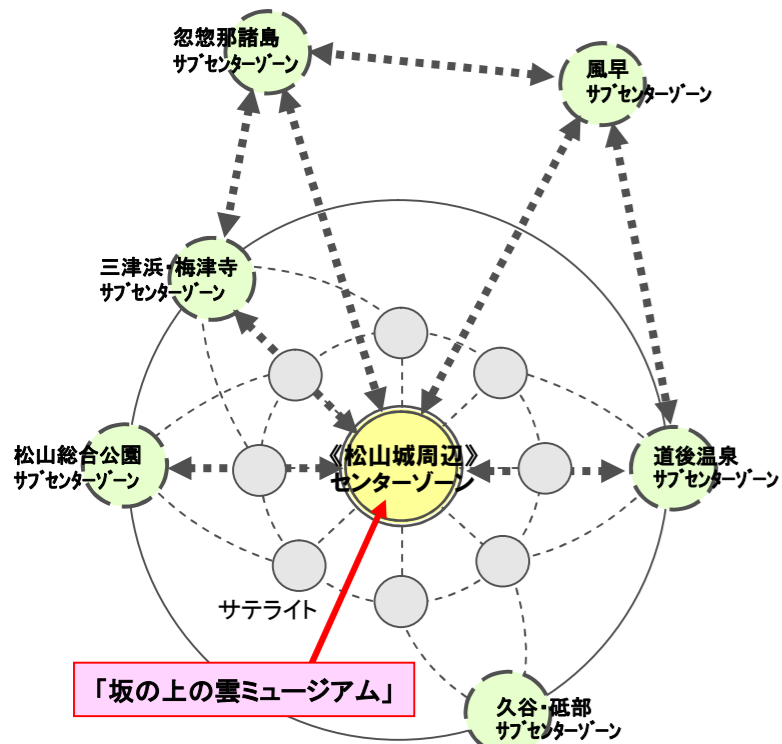 忽惣那諸島
サブセンターゾーン
風早
サブセンターゾーン
三津浜・梅津寺
サブセンターゾーン
松山総合公園
サブセンターゾーン
《松山城周辺》
センターゾーン
道後温泉
サブセンターゾーン
サテライト
「坂の上の雲ミュージアム」
久谷・砥部
サブセンターゾーン